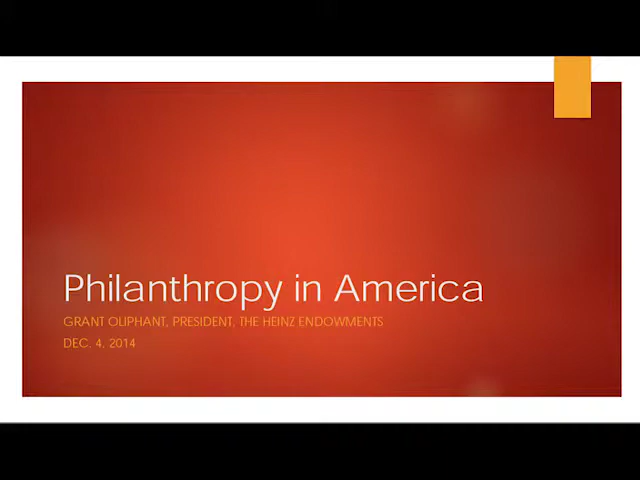 Philanthropy in America
GRANT OLIPHANT, PRESIDENT, THE HEINZ ENDOWMENTS
DEC. 4, 2014